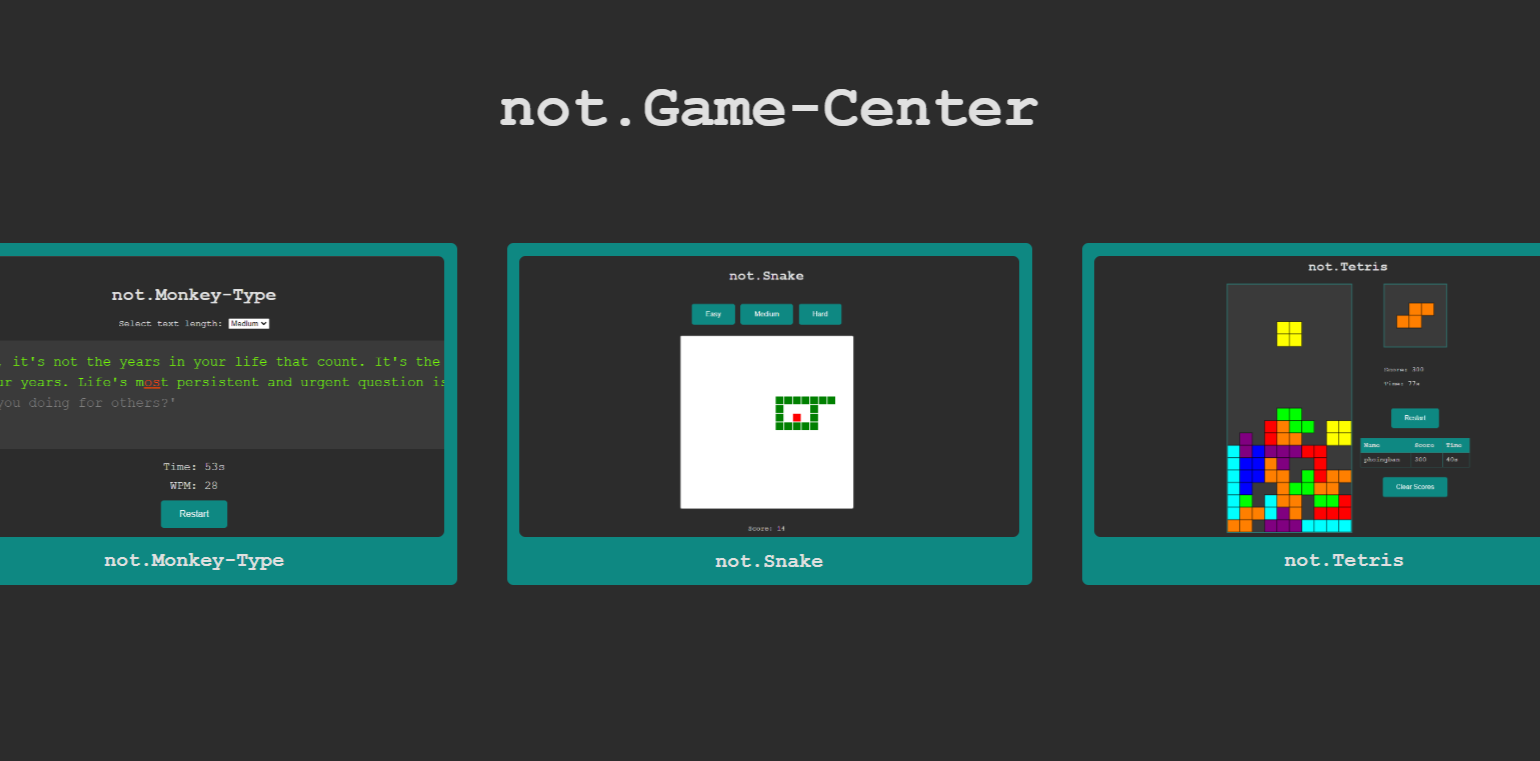 not.Game-Center
not.Monkey-Type
Select text length: Medium
it's not the years in your life that count. It's the
ur years. Life's most persistent and urgent question is
you doing for others?'
Time: 53s
WPM: 28
Restart
not.Monkey-Type
not.Snake
Easy Medium Hard
Score: 14
not.Snake
not.Tetris
Score: 300
Time: 77s
Restart
Name Score Time
300 40s
Clear Scores
not.Tetris